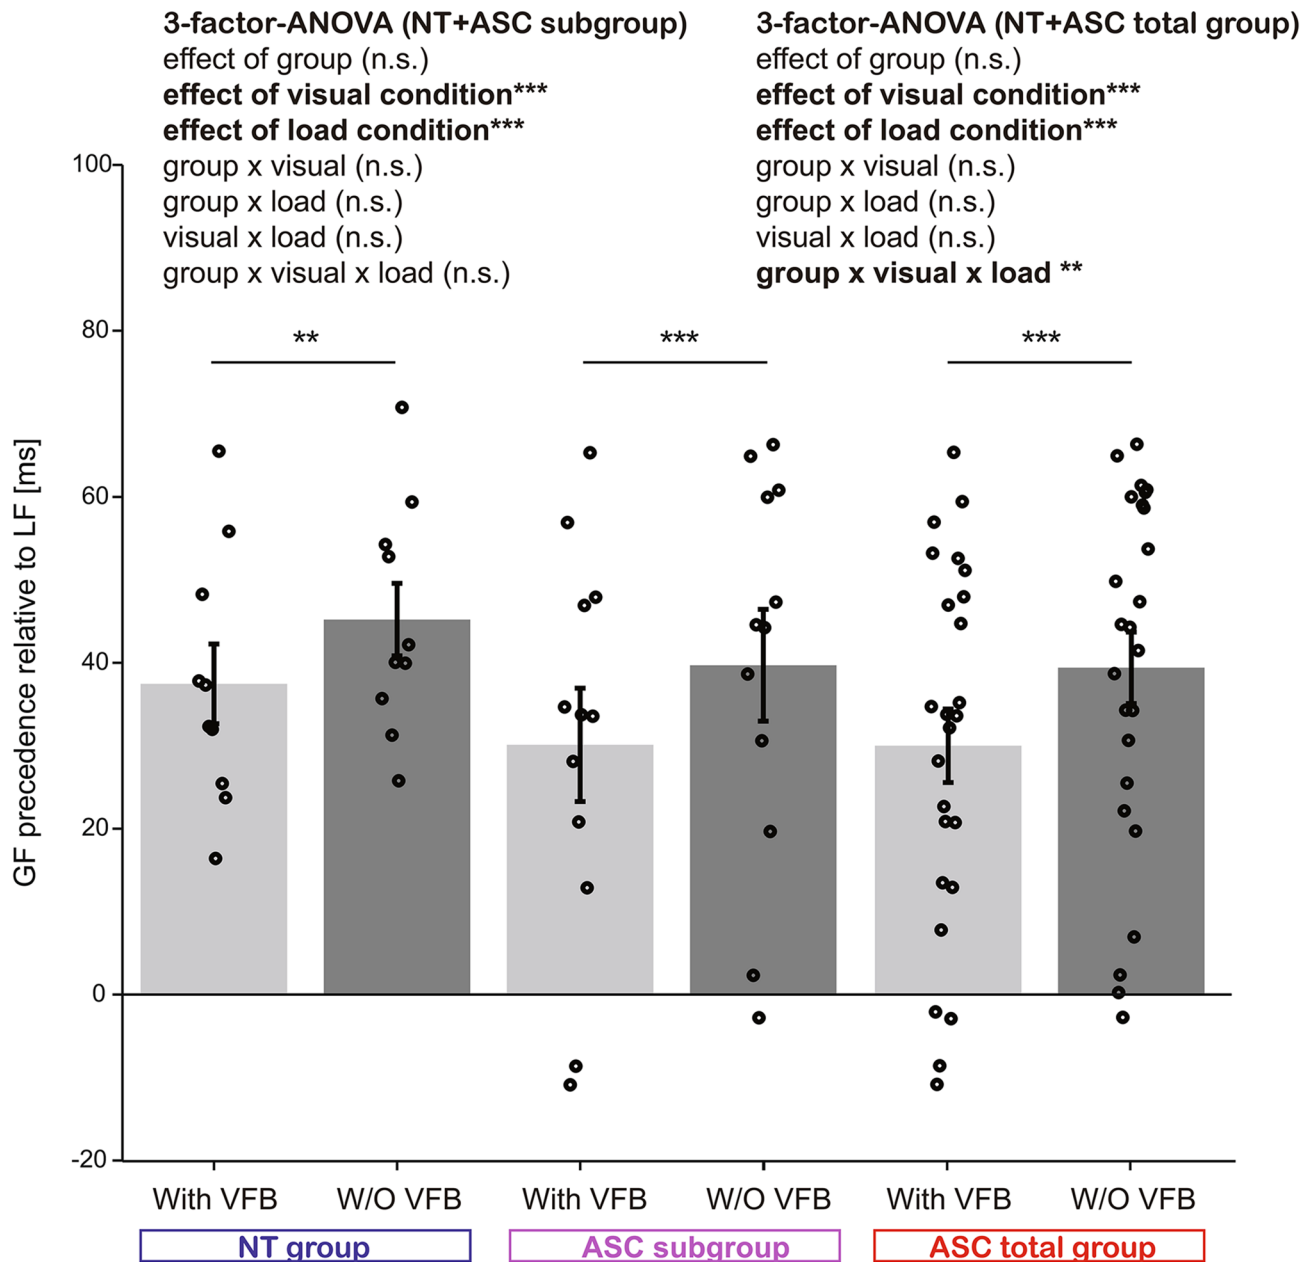 3-factor-ANOVA (NT+ASC subgroup)
effect of group (n.s.)
effect of visual condition***
effect of load condition***
group x visual (n.s.)
group x load (n.s.)
visual x load (n.s.)
group x visual x load (n.s.)
3-factor-ANOVA (NT+ASC total group)
effect of group (n.s.)
effect of visual condition***
effect of load condition***
group x visual (n.s.)
group x load (n.s.)
visual x load (n.s.)
group x visual x load **
GF precedence relative to LF [ms]
100
80
60
40
20
0
-20
**
***
***
With VFB
W/O VFB
With VFB
W/O VFB
With VFB
W/O VFB
NT group
ASC subgroup
ASC total group